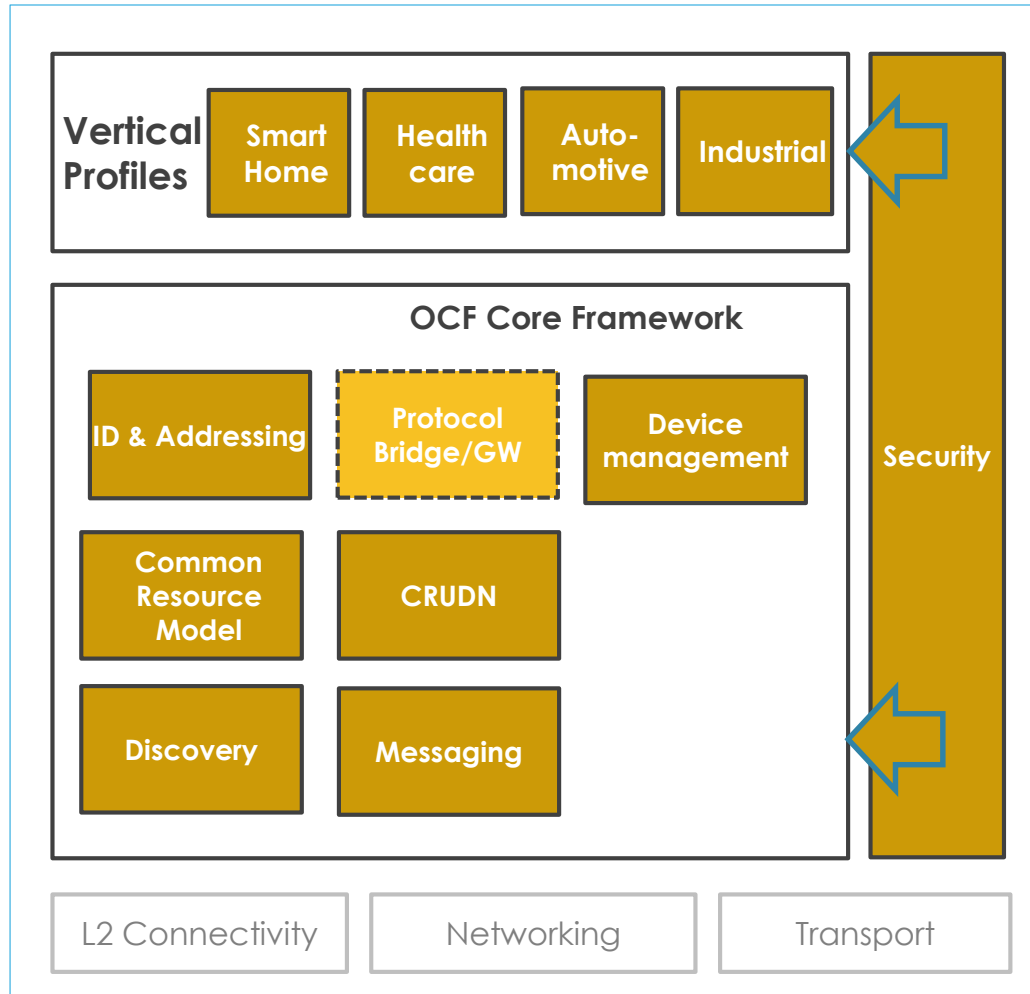 Vertical
Profiles
Smart
Home
Health
care
Auto-
motive
Industrial
OCF Core Framework
ID & Addressing
Protocol
Bridge/GW
Device
management
Security
Common
Resource
Model
CRUDN
Discovery
Messaging
L2 Connectivity
Networking
Transport